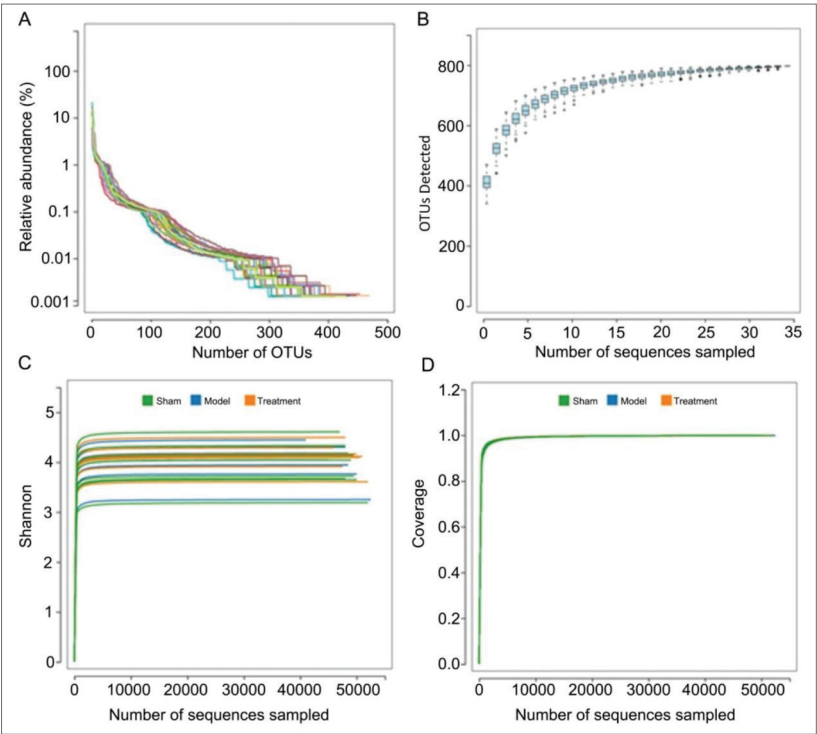 A
Relative abundance (%)
100
10
1
0.1
0.01
0.001
0 100 200 300 400 500
Number of OTUs
B
OTUs Detected
800
600
400
200
0
0 5 10 15 20 25 30 35
Number of sequences sampled
C
Sham Model Treatment
Shannon
5
4
3
2
1
0
0 10000 20000 30000 40000 50000
Number of sequences sampled
D
Sham Model Treatment
Coverage
1.2
1.0
0.8
0.6
0.4
0.2
0.0
0 10000 20000 30000 40000 50000
Number of sequences sampled